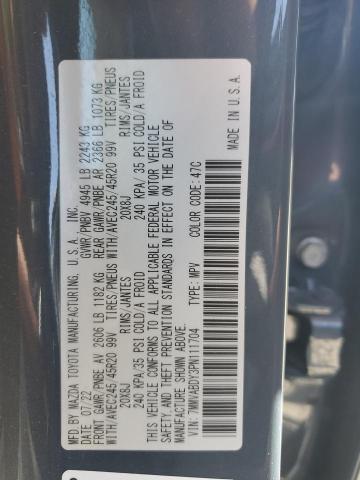 MFD. BY MAZDA TOYOTA MANUFACTURING, U.S.A. INC.
DATE: 07/22 GVWR/PNBV 4945 LB 2243 KG
FRONT GAWR/PNBE AV 2606 LB 1182 KG REAR GAWR/PNBE AR 2366 LB 1073 KG
WITH/AVEC245/45R20 99V TIRES/PNEUS WITH/AVEC245/45R20 99V TIRES/PNEUS
20X8J RIMS/JANTES 20X8J RIMS/JANTES
240 KPA/ 35 PSI COLD/A FROID 240 KPA/ 35 PSI COLD/A FROID
THIS VEHICLE CONFORMS TO ALL APPLICABLE FEDERAL MOTOR VEHICLE
SAFETY, AND THEFT PREVENTION STANDARDS IN EFFECT ON THE DATE OF
MANUFACTURE SHOWN ABOVE.
VIN: 7MMVABDY3PN111704 TYPE: MPV COLOR CODE: 47C
MADE IN U.S.A.